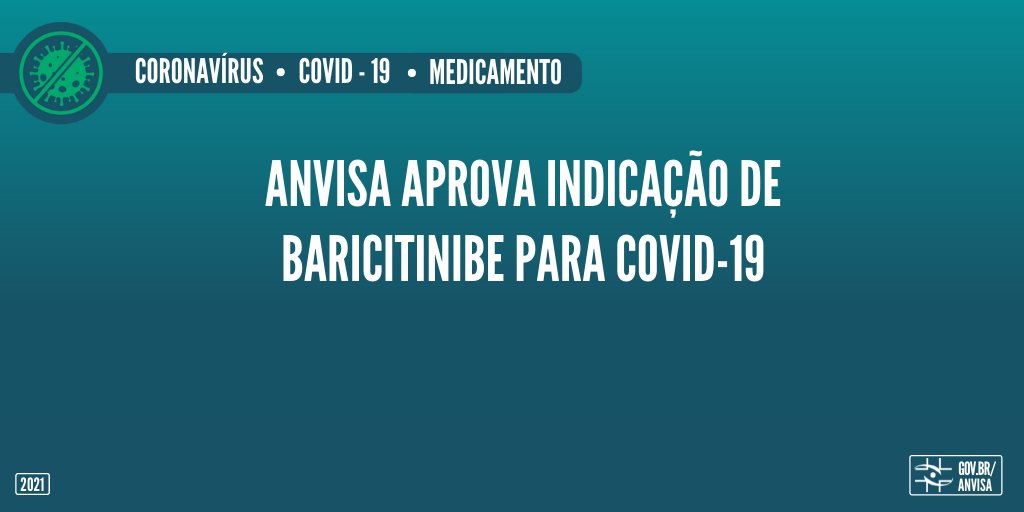 CORONAVÍRUS • COVID - 19 • MEDICAMENTO
ANVISA APROVA INDICAÇÃO DE
BARICITINIBE PARA COVID-19
2021
GOV.BR/
ANVISA